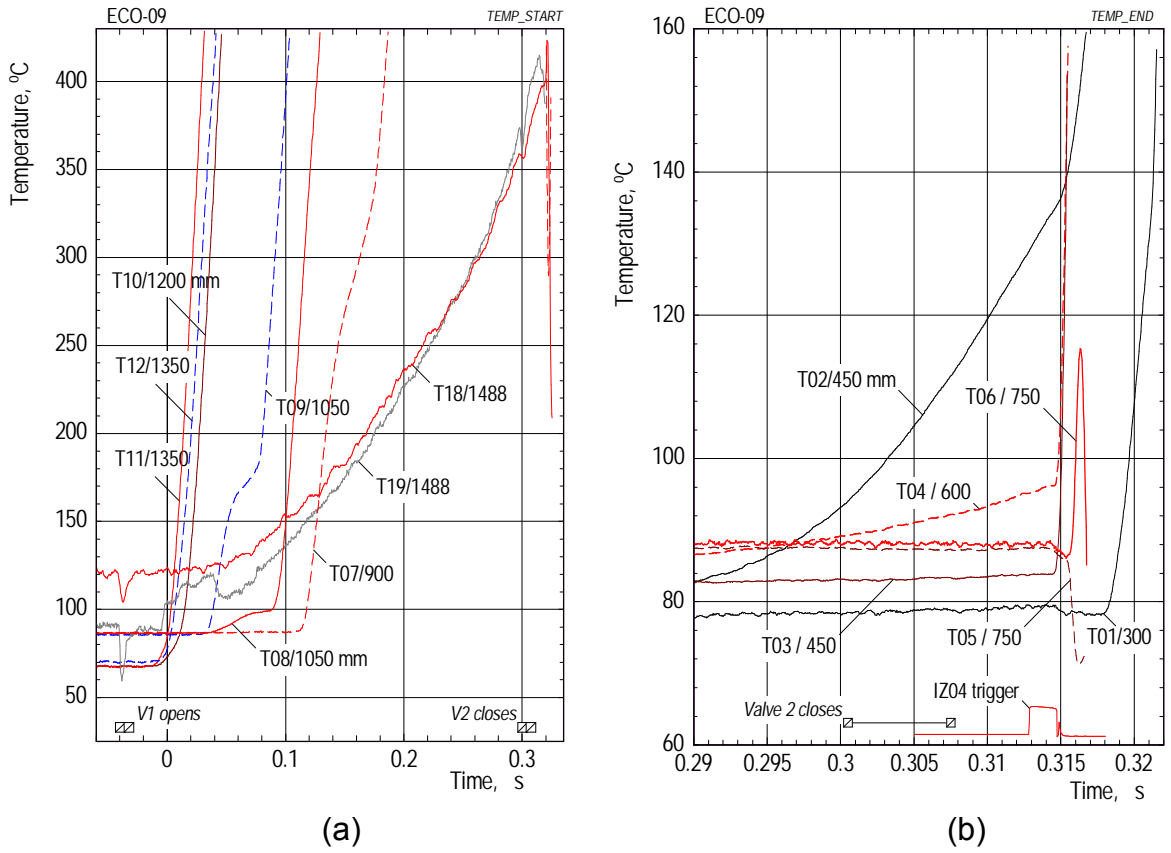 ECO-09
TEMP_START
Temperature, ⁰C
400
350
300
250
200
150
100
50
T10/1200 mm
T12/1350
T09/1050
T18/1488
T11/1350
T19/1488
T07/900
T08/1050 mm
V1 opens
V2 closes
0
0.1
0.2
0.3
Time, s
(a)
ECO-09
TEMP_END
Temperature, ⁰C
160
140
120
100
80
60
T02/450 mm
T06/750
T04 / 600
T03 / 450
T05 / 750
T01/300
IZ04 trigger
Valve 2 closes
0.29
0.295
0.3
0.305
0.31
0.315
0.32
Time, s
(b)